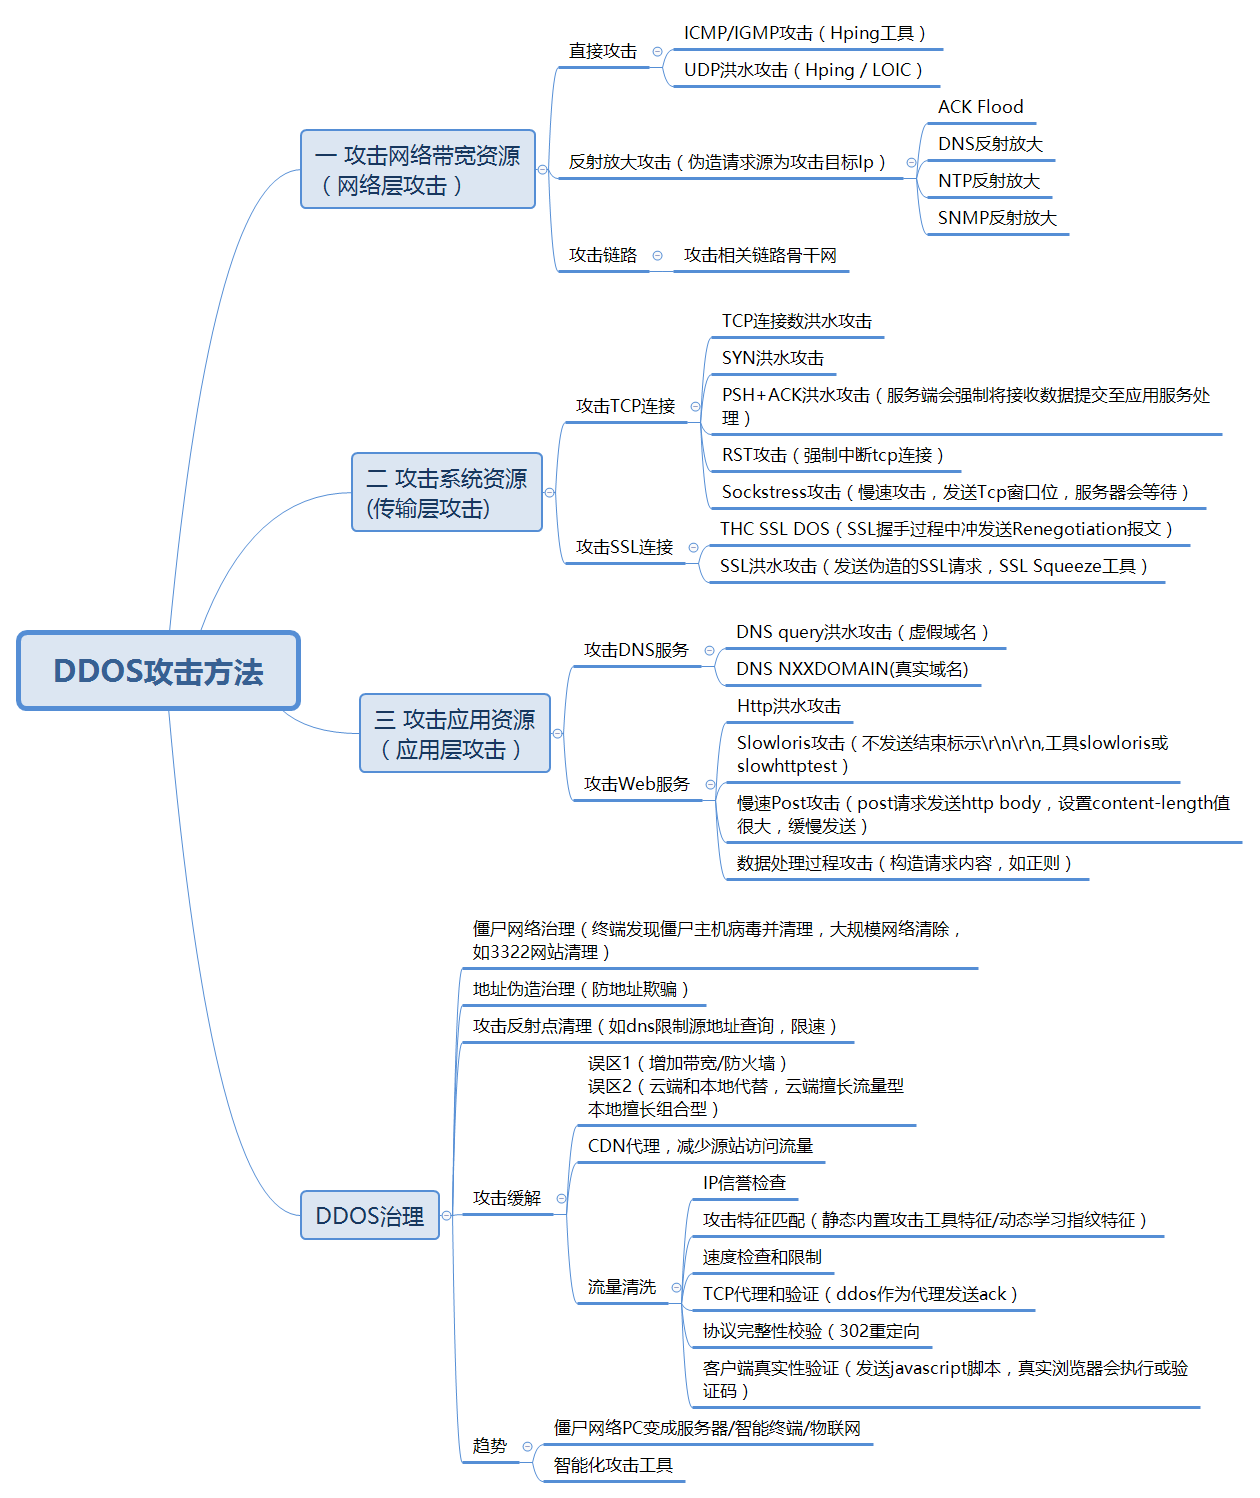 ICMP/IGMP攻击（Hping工具）
直接攻击
UDP洪水攻击（Hping / LOIC）
ACK Flood
DNS反射放大
一 攻击网络带宽资源
（网络层攻击）
反射放大攻击（伪造请求源为攻击目标Ip）
NTP反射放大
SNMP反射放大
攻击链路
攻击相关链路骨干网
TCP连接数洪水攻击
SYN洪水攻击
攻击TCP连接
PSH+ACK洪水攻击（服务端会强制将接收数据提交至应用服务处
理）
RST攻击（强制中断tcp连接）
二 攻击系统资源
(传输层攻击)
Sockstress攻击（慢速攻击，发送Tcp窗口位，服务器会等待）
攻击SSL连接
THC SSL DOS（SSL握手过程中冲发送Renegotiation报文）
SSL洪水攻击（发送伪造的SSL请求，SSL Squeeze工具）
DDOS攻击方法
攻击DNS服务
DNS query洪水攻击（虚假域名）
DNS NXXDOMAIN(真实域名)
三 攻击应用资源
（应用层攻击）
Http洪水攻击
Slowloris攻击（不发送结束标示\r\n\r\n,工具slowloris或
slowhttptest）
攻击Web服务
慢速Post攻击（post请求发送http body，设置content-length值
很大，缓慢发送）
数据处理过程攻击（构造请求内容，如正则）
僵尸网络治理（终端发现僵尸主机病毒并清理，大规模网络清除，
如3322网站清理）
地址伪造治理（防地址欺骗）
攻击反射点清理（如dns限制源地址查询，限速）
误区1（增加带宽/防火墙）
误区2（云端和本地代替，云端擅长流量型
本地擅长组合型）
CDN代理，减少源站访问流量
攻击缓解
DDOS治理
IP信誉检查
攻击特征匹配（静态内置攻击工具特征/动态学习指纹特征）
速度检查和限制
流量清洗
TCP代理和验证（ddos作为代理发送ack）
协议完整性校验（302重定向
客户端真实性验证（发送javascript脚本，真实浏览器会执行或验
证码）
趋势
僵尸网络PC变成服务器/智能终端/物联网
智能化攻击工具